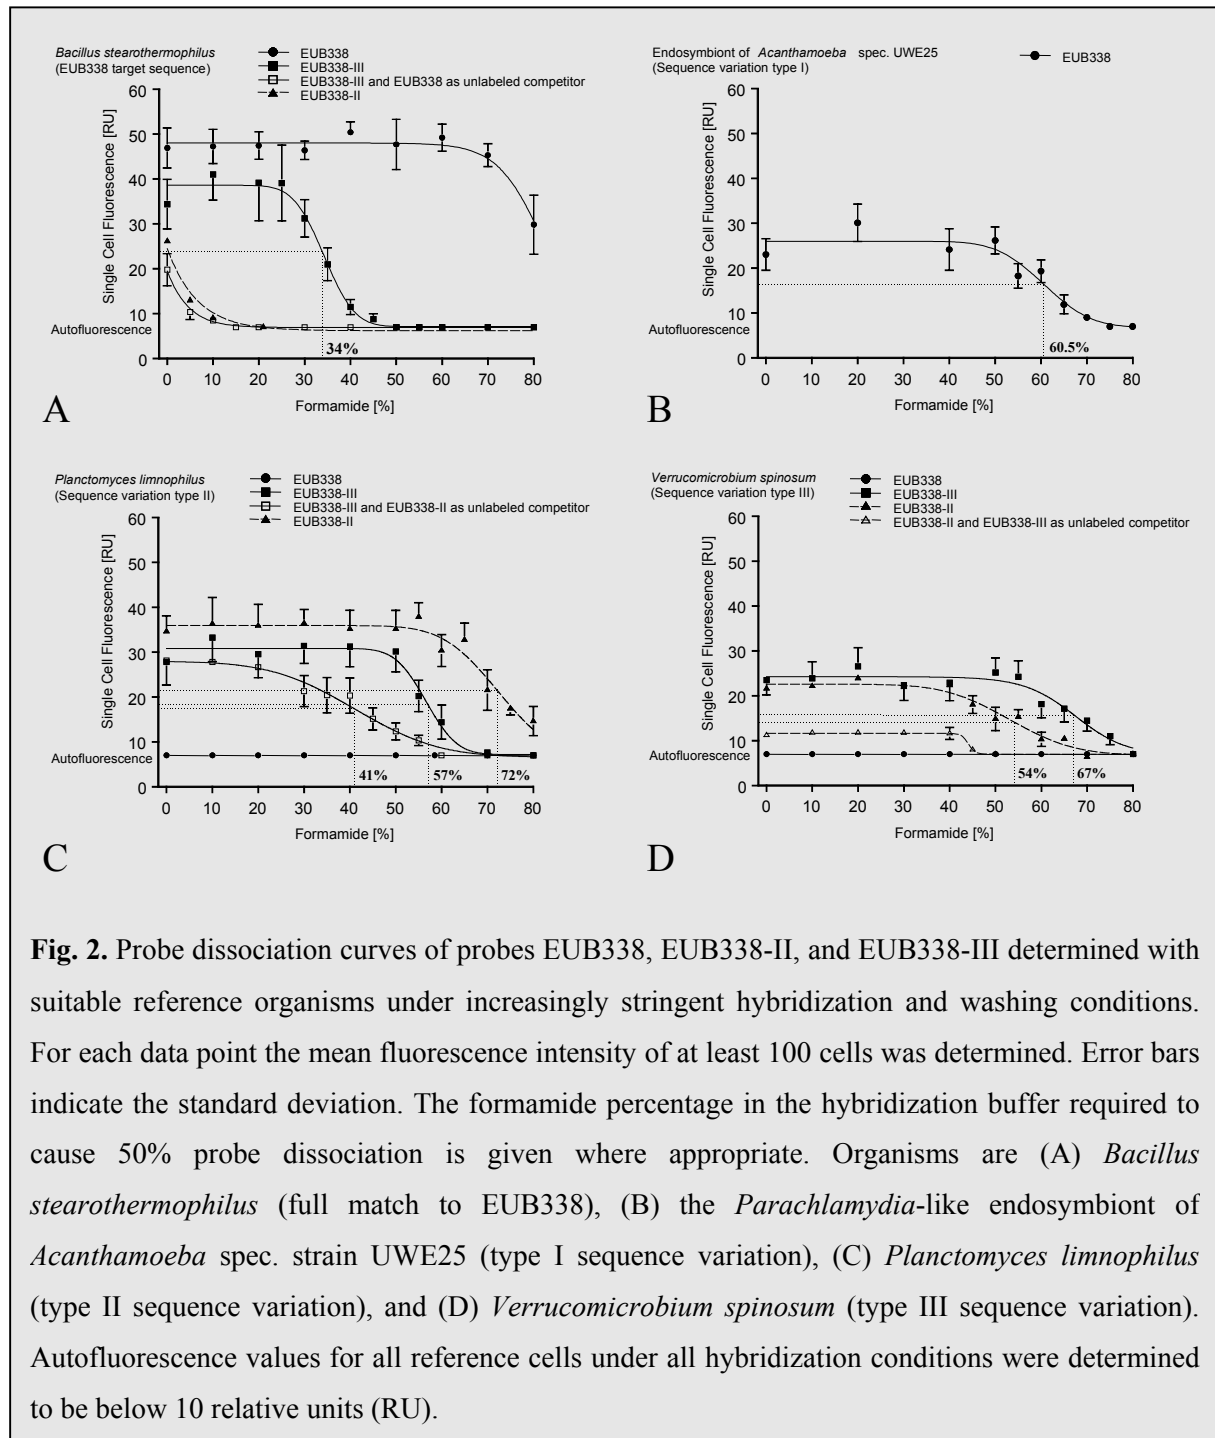 Bacillus stearothermophilus
(EUB338 target sequence)
EUB338
EUB338-III
EUB338-III and EUB338 as unlabeled competitor
EUB338-II
Single Cell Fluorescence [RU]
60
50
40
30
20
10
0
Autofluorescence
34%
0 10 20 30 40 50 60 70 80
Formamide [%]
A
Endosymbiont of Acanthamoeba spec. UWE25
(Sequence variation type I)
EUB338
Single Cell Fluorescence [RU]
60
50
40
30
20
10
0
Autofluorescence
60.5%
0 10 20 30 40 50 60 70 80
Formamide [%]
B
Planctomyces limnophilus
(Sequence variation type II)
EUB338
EUB338-III
EUB338-III and EUB338-II as unlabeled competitor
EUB338-II
Single Cell Fluorescence [RU]
60
50
40
30
20
10
0
Autofluorescence
41% 57% 72%
0 10 20 30 40 50 60 70 80
Formamide [%]
C
Verrucomicrobium spinosum
(Sequence variation type III)
EUB338
EUB338-III
EUB338-II
EUB338-II and EUB338-III as unlabeled competitor
Single Cell Fluorescence [RU]
60
50
40
30
20
10
0
Autofluorescence
54% 67%
0 10 20 30 40 50 60 70 80
Formamide [%]
D
Fig. 2. Probe dissociation curves of probes EUB338, EUB338-II, and EUB338-III determined with
suitable reference organisms under increasingly stringent hybridization and washing conditions.
For each data point the mean fluorescence intensity of at least 100 cells was determined. Error bars
indicate the standard deviation. The formamide percentage in the hybridization buffer required to
cause 50% probe dissociation is given where appropriate. Organisms are (A) Bacillus
stearothermophilus (full match to EUB338), (B) the Parachlamydia-like endosymbiont of
Acanthamoeba spec. strain UWE25 (type I sequence variation), (C) Planctomyces limnophilus
(type II sequence variation), and (D) Verrucomicrobium spinosum (type III sequence variation).
Autofluorescence values for all reference cells under all hybridization conditions were determined
to be below 10 relative units (RU).